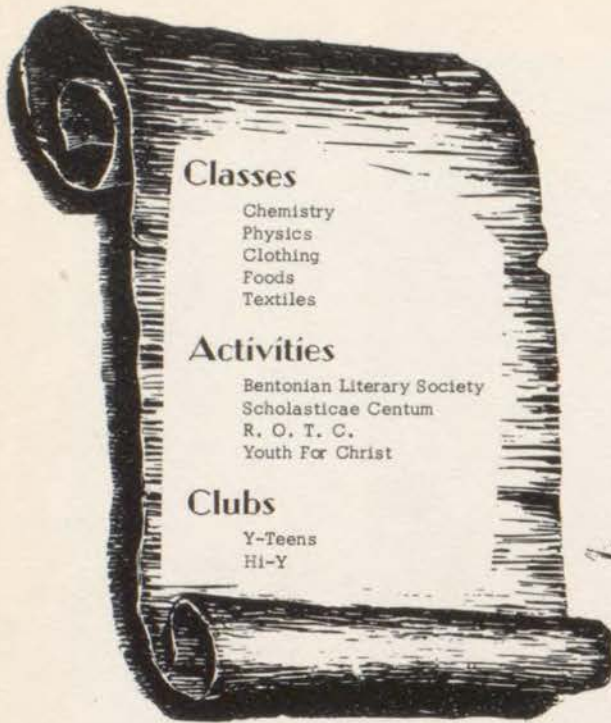 Classes
Chemistry
Physics
Clothing
Foods
Textiles
Activities
Bentonian Literary Society
Scholasticae Centum
R. O. T. C.
Youth For Christ
Clubs
Y-Teens
Hi-Y